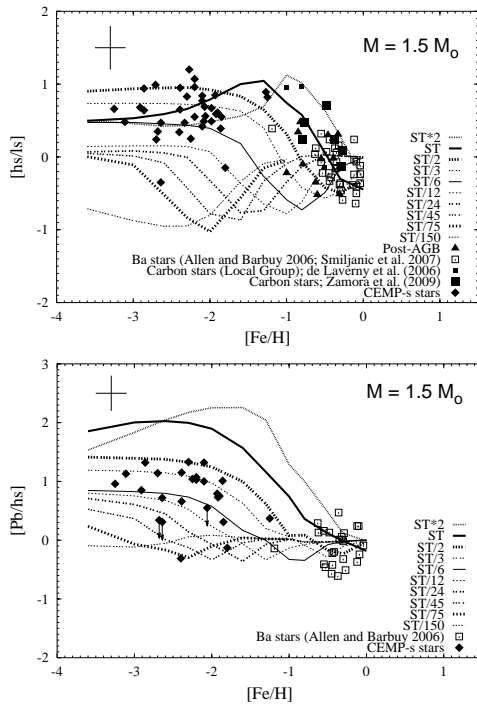 2
1
0
1
2
[hs/ls]
M = 1.5 Mo
ST*2
ST
ST/2
ST/3
ST/6
ST/12
ST/24
ST/45
ST/75
ST/150
Post-AGB
Ba stars (Allen and Barbuy 2006; Smiljanic et al. 2007)
Carbon stars (Local Group); de Laverny et al. (2006)
Carbon stars; Zamora et al. (2009)
CEMP-s stars
-4 -3 -2 -1 0
[Fe/H]
3
2
1
0
1
2
[Pb/hs]
M = 1.5 Mo
ST*2
ST
ST/2
ST/3
ST/6
ST/12
ST/24
ST/45
ST/75
ST/150
Ba stars (Allen and Barbuy 2006)
CEMP-s stars
-4 -3 -2 -1 0
[Fe/H]